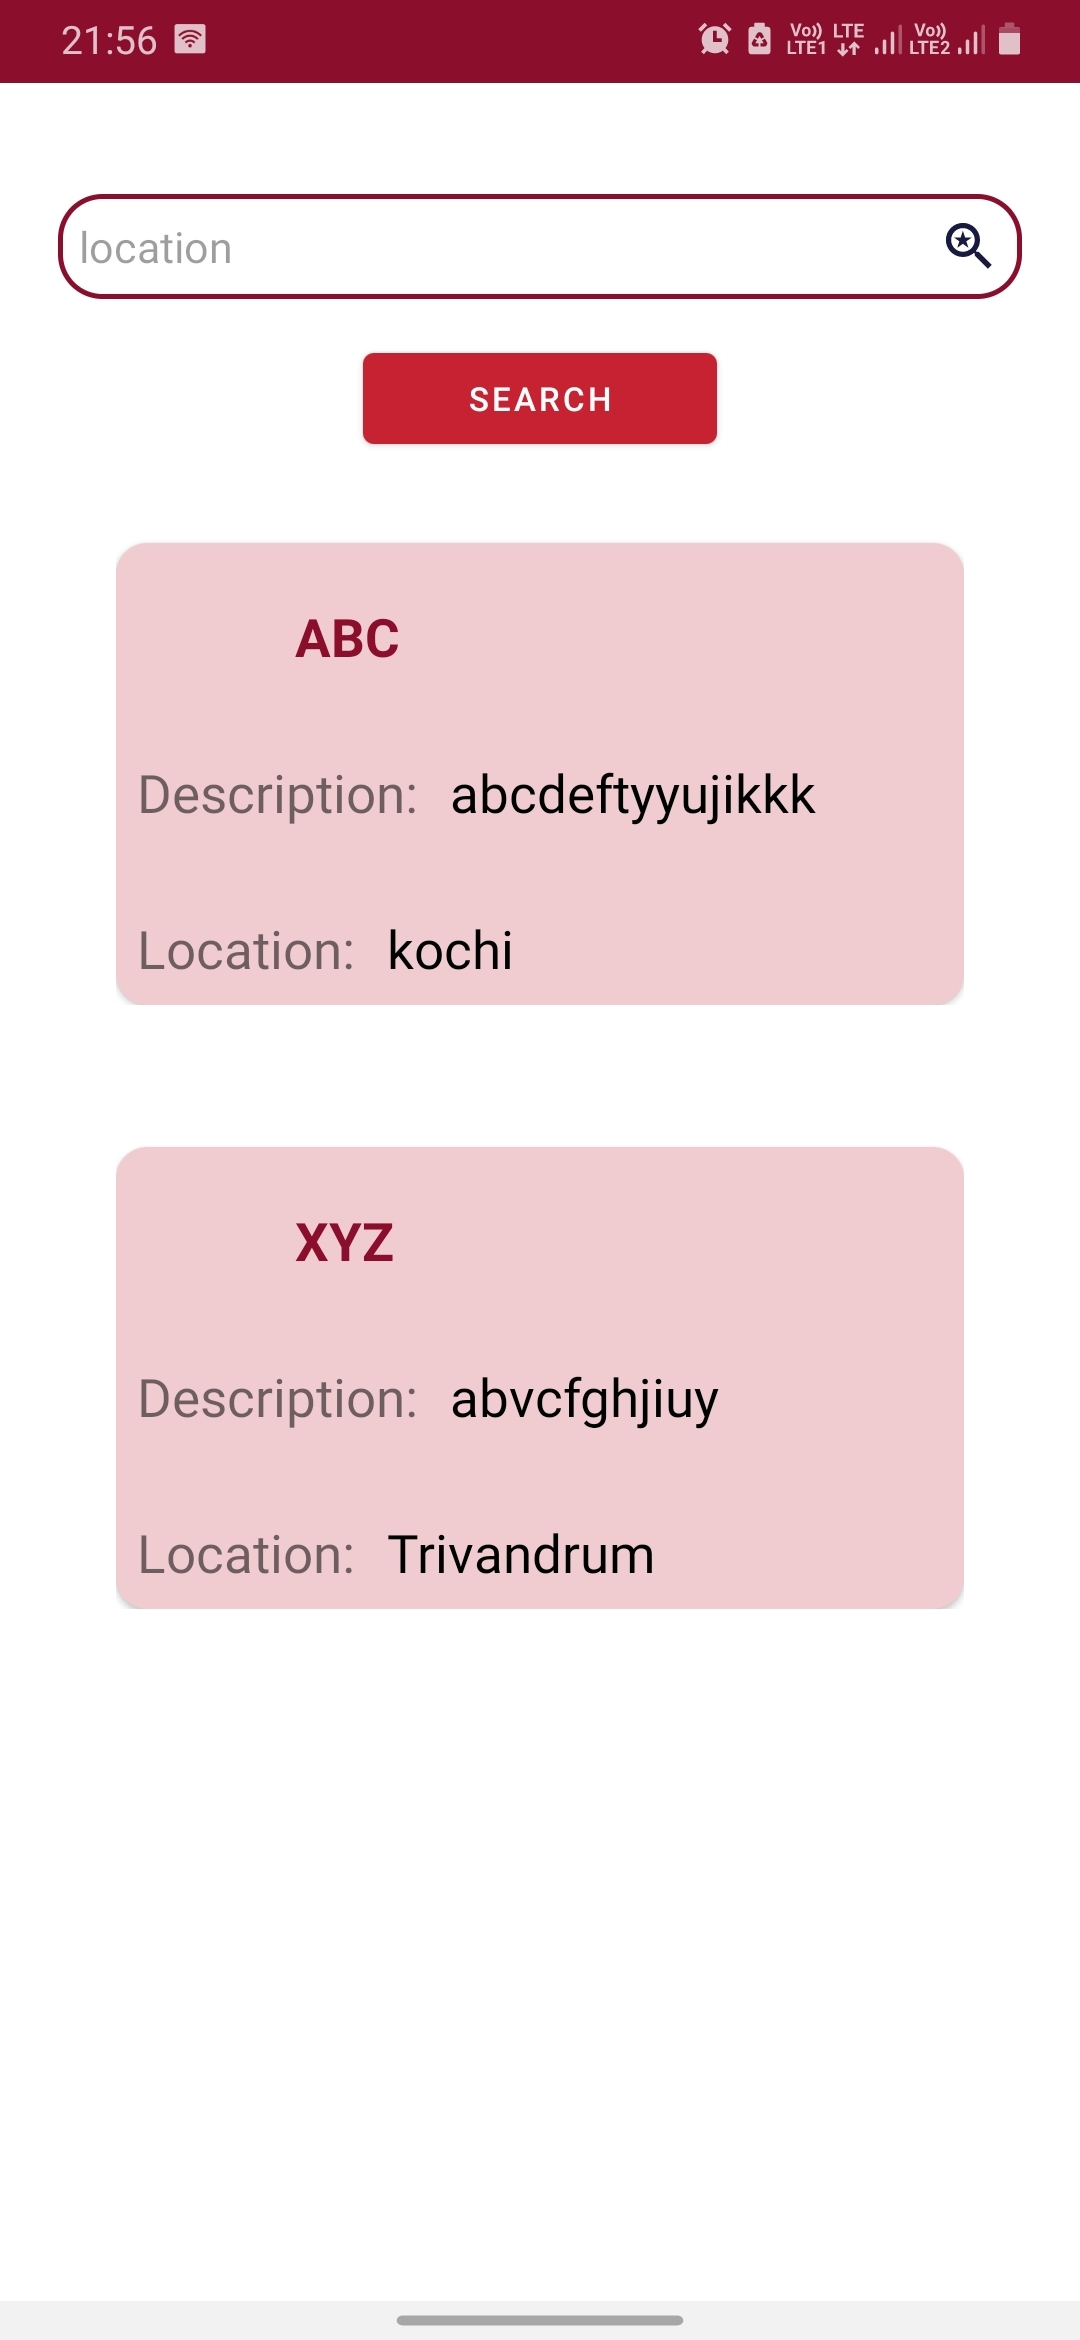 21:56 Vo)) LTE1 LTE Vo)) LTE2
location
SEARCH
ABC
Description: abcdeftyyujikkk
Location: kochi
XYZ
Description: abvcfghjiuy
Location: Trivandrum